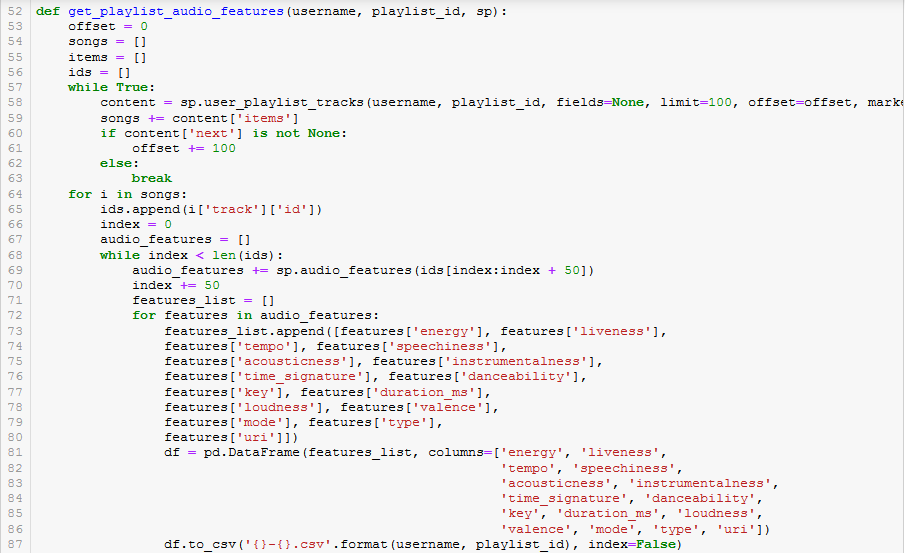 52 def get_playlist_audio_features(username, playlist_id, sp):
53     offset = 0
54     songs = []
55     items = []
56     ids = []
57     while True:
58         content = sp.user_playlist_tracks(username, playlist_id, fields=None, limit=100, offset=offset, marke
59         songs += content['items']
60         if content['next'] is not None:
61             offset += 100
62         else:
63             break
64     for i in songs:
65         ids.append(i['track']['id'])
66         index = 0
67         audio_features = []
68         while index < len(ids):
69             audio_features += sp.audio_features(ids[index:index + 50])
70             index += 50
71             features_list = []
72             for features in audio_features:
73                 features_list.append([features['energy'], features['liveness'],
74                 features['tempo'], features['speechiness'],
75                 features['acousticness'], features['instrumentalness'],
76                 features['time_signature'], features['danceability'],
77                 features['key'], features['duration_ms'],
78                 features['loudness'], features['valence'],
79                 features['mode'], features['type'],
80                 features['uri']])
81                 df = pd.DataFrame(features_list, columns=['energy', 'liveness',
82                                                           'tempo', 'speechiness',
83                                                           'acousticness', 'instrumentalness',
84                                                           'time_signature', 'danceability',
85                                                           'key', 'duration_ms', 'loudness',
86                                                           'valence', 'mode', 'type', 'uri'])
87                 df.to_csv('{}-{}.csv'.format(username, playlist_id), index=False)